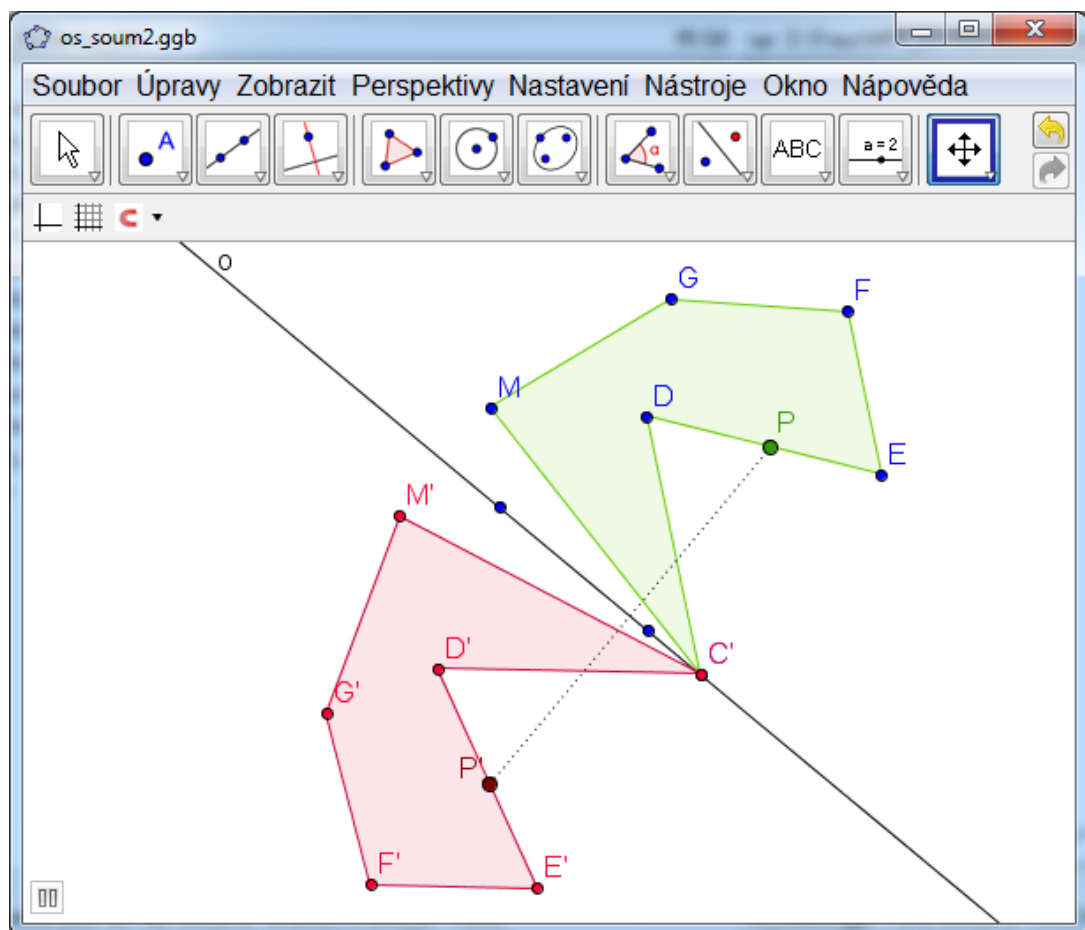 os_soum2.ggb
Soubor Úpravy Zobrazit Perspektivy Nastavení Nástroje Okno Nápověda
A
α
ABC
a = 2
o
G
F
M
D
P
E
M'
D'
C'
G'
P'
F'
E'